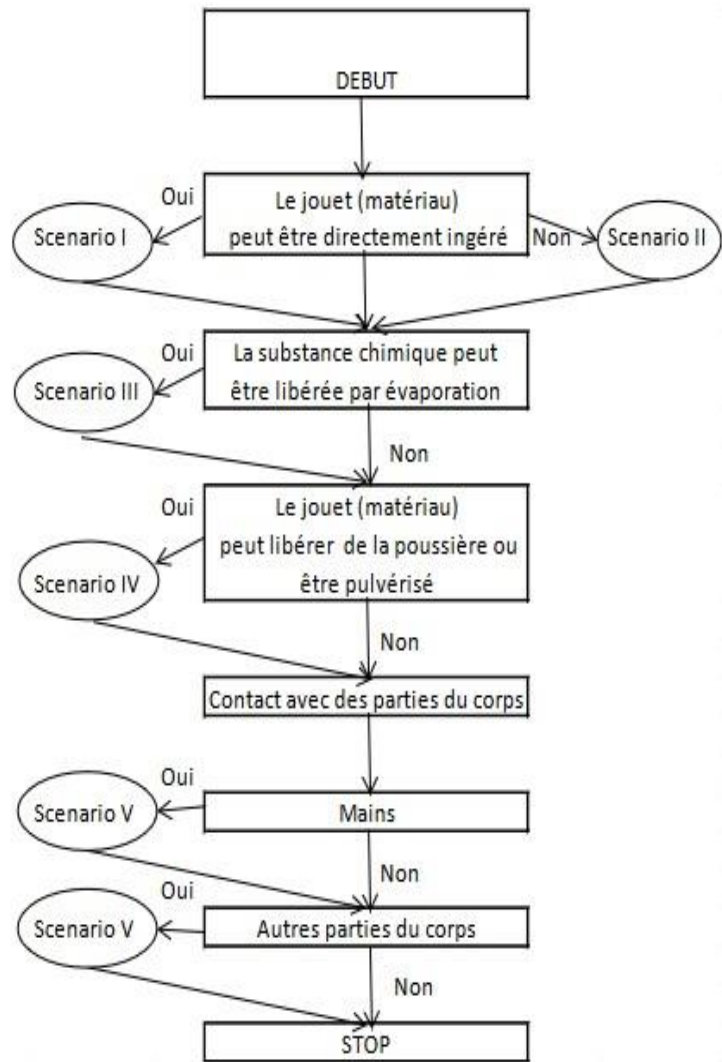 DEBUT
Oui
Le jouet (matériau)
Scenario I
peut être directement ingéré
Non
Scenario II
Oui
La substance chimique peut
Scenario III
être libérée par évaporation
Non
Oui
Le jouet (matériau)
peut libérer de la poussière ou
Scenario IV
être pulvérisé
Non
Contact avec des parties du corps
Oui
Scenario V
Mains
Non
Oui
Scenario V
Autres parties du corps
Non
STOP